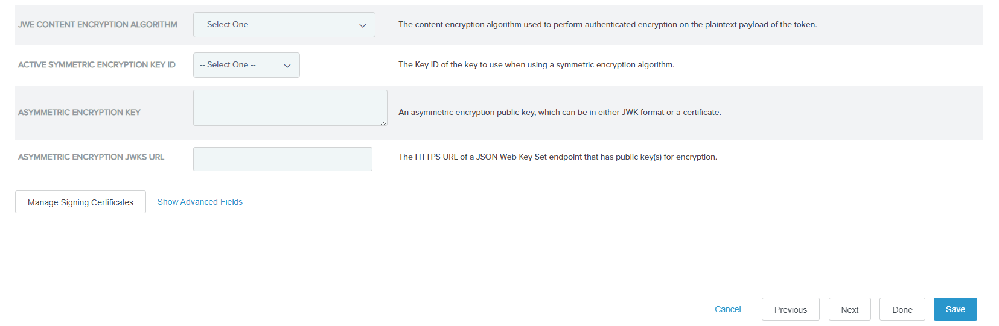 JWE CONTENT ENCRYPTION ALGORITHM -- Select One -- The content encryption algorithm used to perform authenticated encryption on the plaintext payload of the token.
ACTIVE SYMMETRIC ENCRYPTION KEY ID -- Select One -- The Key ID of the key to use when using a symmetric encryption algorithm.
ASYMMETRIC ENCRYPTION KEY An asymmetric encryption public key, which can be in either JWK format or a certificate.
ASYMMETRIC ENCRYPTION JWKS URL The HTTPS URL of a JSON Web Key Set endpoint that has public key(s) for encryption.
Manage Signing Certificates Show Advanced Fields
Cancel Previous Next Done Save